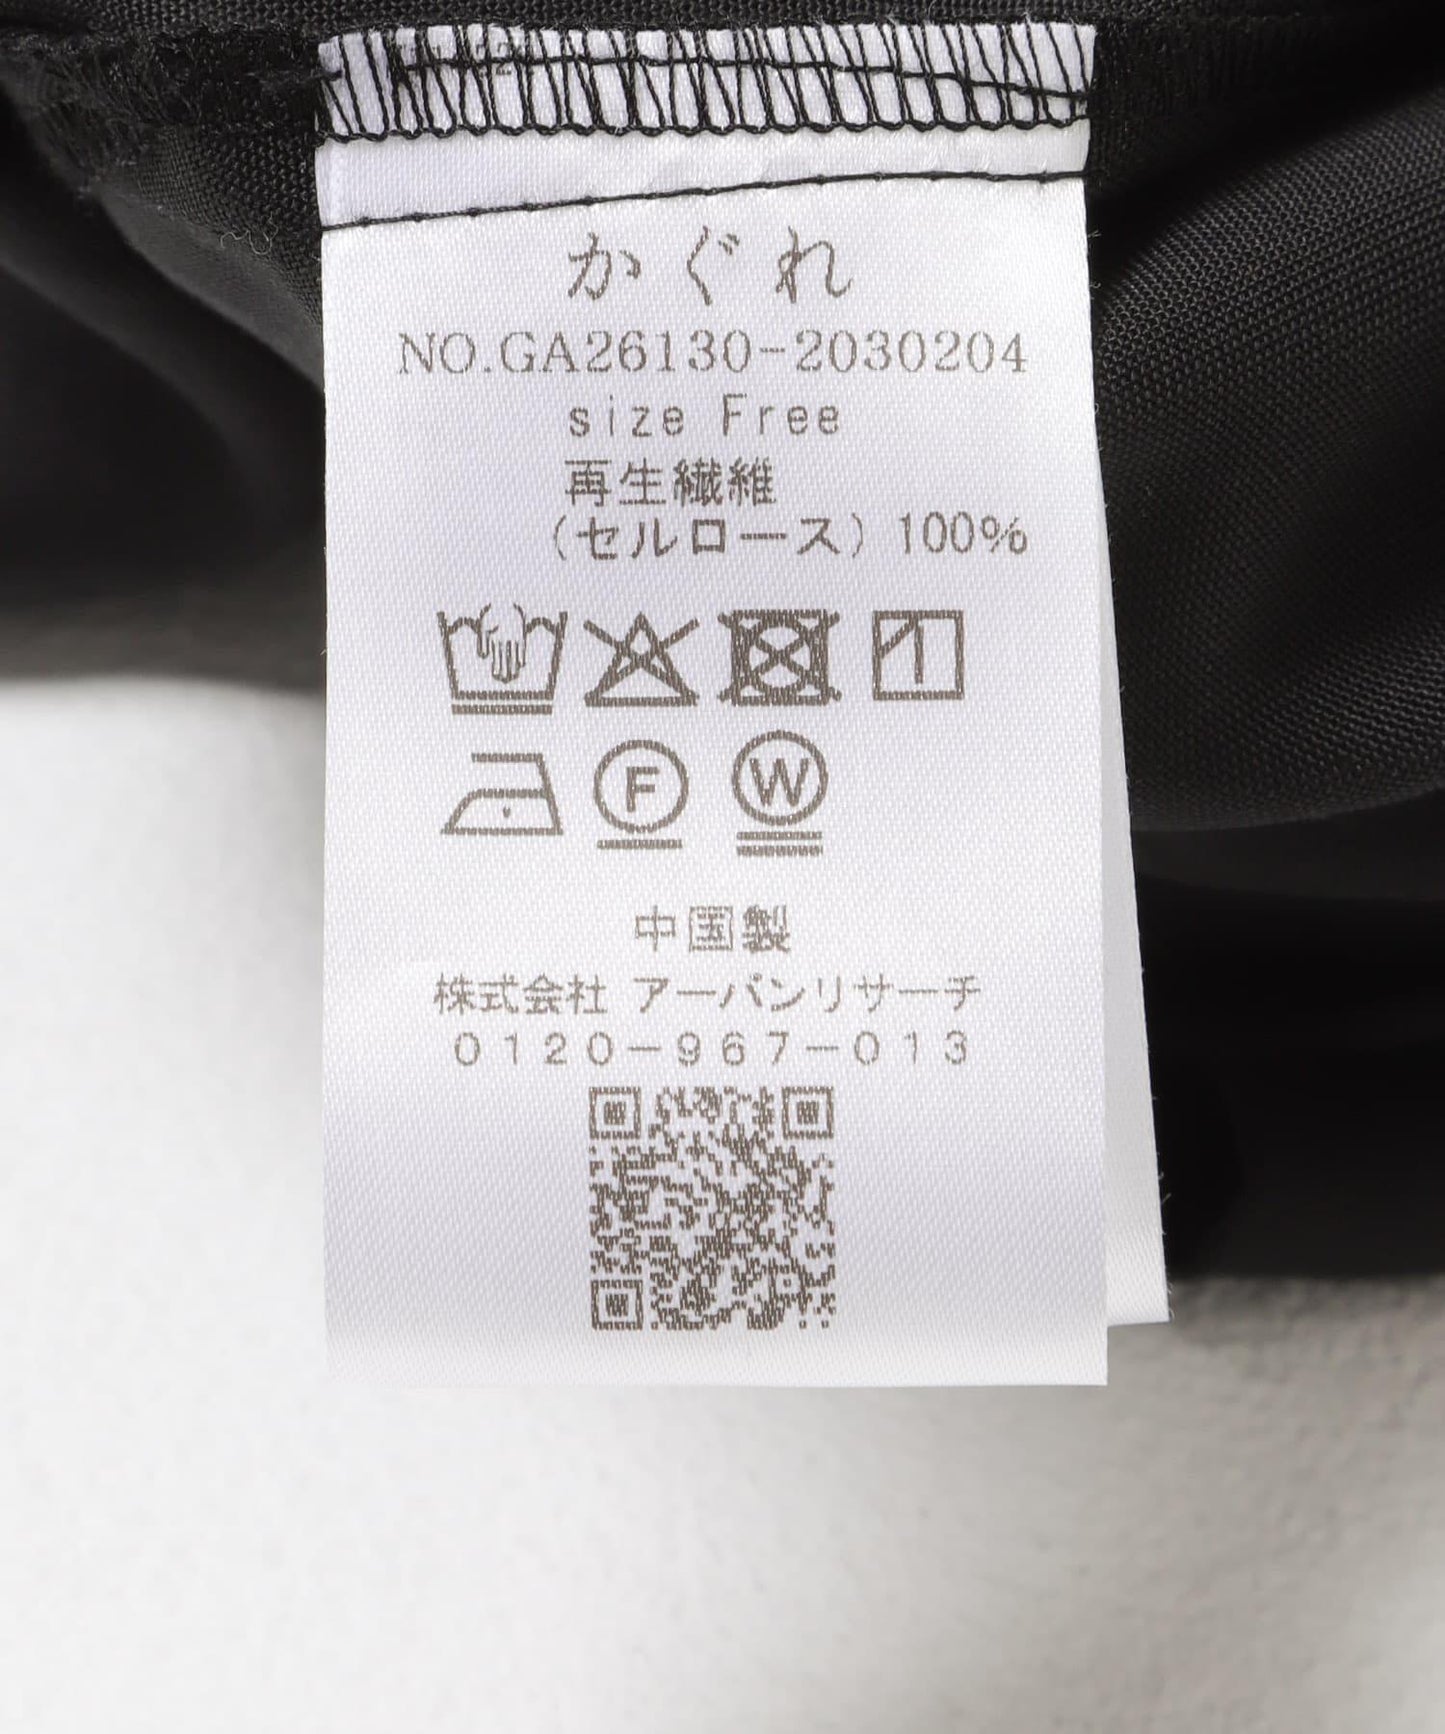 かぐれ
NO.GA26130-2030204
size Free
再生繊維
(セルロース) 100%
F
W
中国製
株式会社 アーバンリサーチ
0120-967-013